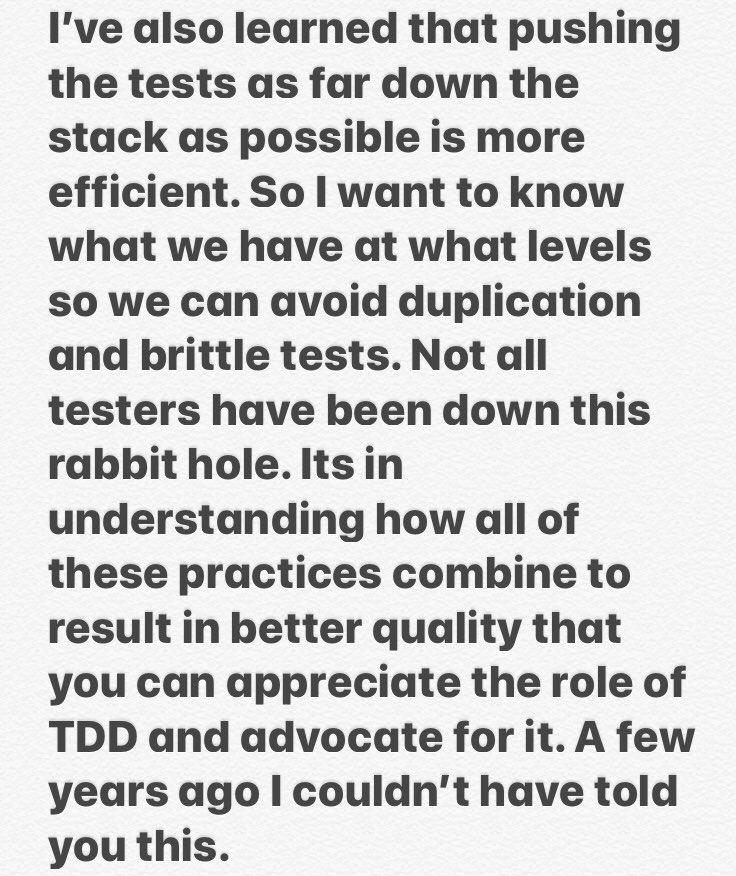 I’ve also learned that pushing
the tests as far down the
stack as possible is more
efficient. So I want to know
what we have at what levels
so we can avoid duplication
and brittle tests. Not all
testers have been down this
rabbit hole. Its in
understanding how all of
these practices combine to
result in better quality that
you can appreciate the role of
TDD and advocate for it. A few
years ago I couldn’t have told
you this.